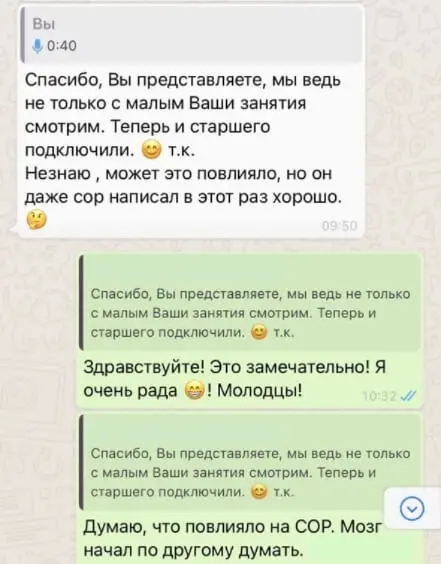 Вы
0:40
Спасибо, Вы представляете, мы ведь
не только с малым Ваши занятия
смотрим. Теперь и старшего
подключили. 😊 т.к.
Незнаю , может это повлияло, но он
даже сор написал в этот раз хорошо.
🤔
09:50
Спасибо, Вы представляете, мы ведь не только
с малым Ваши занятия смотрим. Теперь и
старшего подключили. 😊 т.к.
Здравствуйте! Это замечательно! Я
очень рада 😁! Молодцы!
10:32
Спасибо, Вы представляете, мы ведь не только
с малым Ваши занятия смотрим. Теперь и
старшего подключили. 😊 т.к.
Думаю, что повлияло на СОР. Мозг
начал по другому думать.